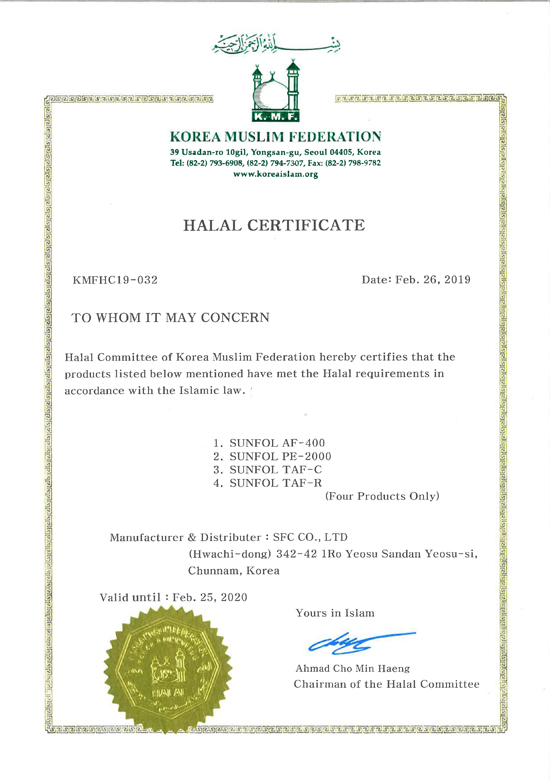 بسم الله الرحمن الرحيم
K. M. F.
KOREA MUSLIM FEDERATION
39 Usadan-ro 10gil, Yongsan-gu, Seoul 04405, Korea
Tel: (82-2) 793-6908, (82-2) 794-7307, Fax: (82-2) 798-9782
www.koreaislam.org
HALAL CERTIFICATE
KMFHC19-032
Date: Feb. 26, 2019
TO WHOM IT MAY CONCERN
Halal Committee of Korea Muslim Federation hereby certifies that the
products listed below mentioned have met the Halal requirements in
accordance with the Islamic law.
1. SUNFOL AF-400
2. SUNFOL PE-2000
3. SUNFOL TAF-C
4. SUNFOL TAF-R
(Four Products Only)
Manufacturer & Distributer : SFC CO., LTD
(Hwachi-dong) 342-42 1Ro Yeosu Sandan Yeosu-si,
Chunnam, Korea
Valid until : Feb. 25, 2020
Yours in Islam
Ahmad Cho Min Haeng
Chairman of the Halal Committee
HALAL